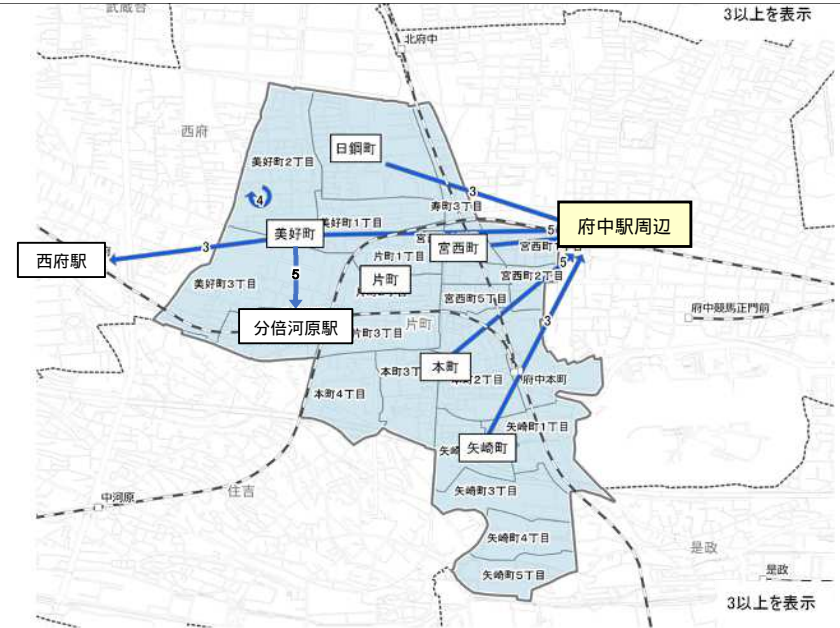 武蔵台
3以上を表示
北府中
西府
日鋼町
美好町2丁目
4
3
寿町3丁目
美好町
美好町1丁目
5
府中駅周辺
宮西町
宮西町
西府駅
3
片町1丁目
宮西町2丁目
5
美好町3丁目
5
片町
宮西町5丁目
府中競馬正門前
分倍河原駅
片町3丁目
片町
3
本町3丁
本町
2丁目
府中本町
本町4丁目
矢崎町1丁目
矢崎町
矢崎
矢崎町3丁目
中河原
住吉
矢崎町4丁目
是政
矢崎町5丁目
是政
3以上を表示